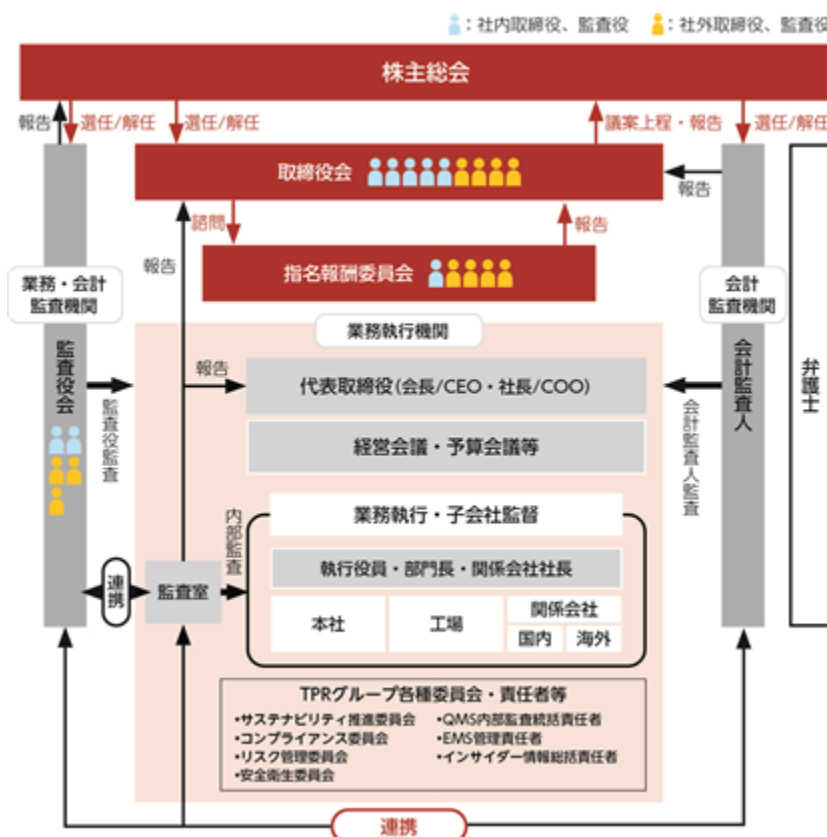 ：社内取締役、監査役
：社外取締役、監査役
株主総会
報告
選任/解任
選任/解任
議案上程・報告
選任/解任
取締役会
報告
諮問
報告
指名報酬委員会
報告
業務・会計
監査機関
会計
監査機関
業務執行機関
監査役会
報告
代表取締役(会長/CEO・社長/COO)
会計監査人
弁護士
監査役監査
会計監査人監査
経営会議・予算会議等
内部監査
業務執行・子会社監督
執行役員・部門長・関係会社社長
連携
監査室
本社
工場
関係会社
国内
海外
TPRグループ各種委員会・責任者等
•サステナビリティ推進委員会
•QMS内部監査統括責任者
•コンプライアンス委員会
•EMS管理責任者
•リスク管理委員会
•インサイダー情報総括責任者
•安全衛生委員会
連携